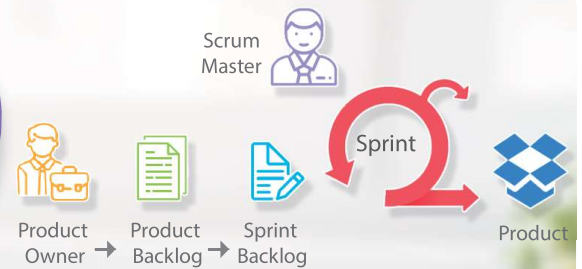 Scrum
Master
Sprint
Product
Owner
Product
Backlog
Sprint
Backlog
Product